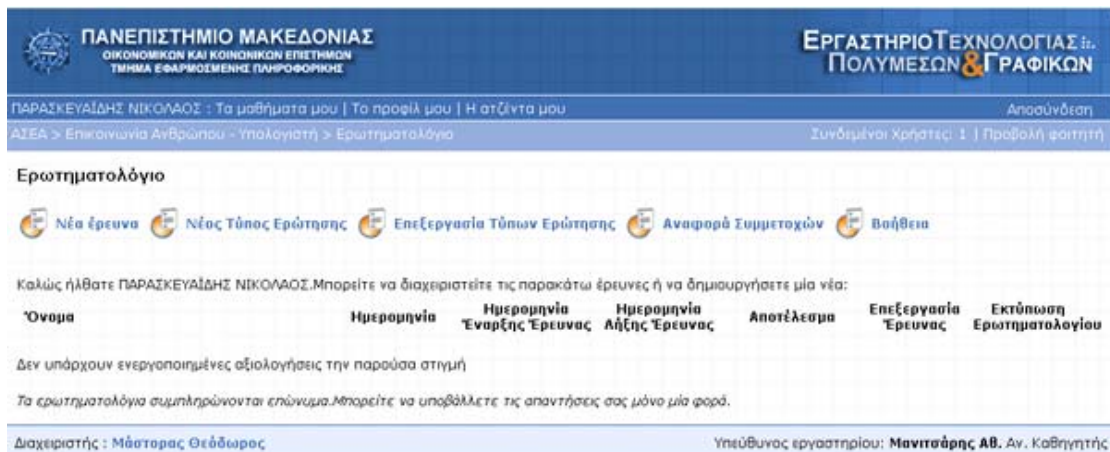 ΠΑΝΕΠΙΣΤΗΜΙΟ ΜΑΚΕΔΟΝΙΑΣ
ΟΙΚΟΝΟΜΙΚΩΝ ΚΑΙ ΚΟΙΝΩΝΙΚΩΝ ΕΠΙΣΤΗΜΩΝ
ΤΜΗΜΑ ΕΦΑΡΜΟΣΜΕΝΗΣ ΠΛΗΡΟΦΟΡΙΚΗΣ
ΕΡΓΑΣΤΗΡΙΟ ΤΕΧΝΟΛΟΓΙΑΣ
ΠΟΛΥΜΕΣΩΝ & ΓΡΑΦΙΚΩΝ
ΠΑΡΑΣΚΕΥΑΪΔΗΣ ΝΙΚΟΛΑΟΣ : Τα μαθήματα μου | Το προφίλ μου | Η ατζέντα μου Αποσύνδεση
ΑΣΕΑ > Επικοινωνία Ανθρώπου - Υπολογιστή > Ερωτηματολόγιο Συνδεμένοι Χρήστες: 1 | Προβολή φοιτητή
Ερωτηματολόγιο
Νέα έρευνα Νέος Τύπος Ερώτησης Επεξεργασία Τύπων Ερώτησης Αναφορά Συμμετοχών Βοήθεια
Καλώς ήλθατε ΠΑΡΑΣΚΕΥΑΪΔΗΣ ΝΙΚΟΛΑΟΣ.Μπορείτε να διαχειριστείτε τις παρακάτω έρευνες ή να δημιουργήσετε μία νέα:
Όνομα Ημερομηνία Ημερομηνία Έναρξης Έρευνας Ημερομηνία Λήξης Έρευνας Αποτέλεσμα Επεξεργασία Έρευνας Εκτύπωση Ερωτηματολογίου
Δεν υπάρχουν ενεργοποιημένες αξιολογήσεις την παρούσα στιγμή
Τα ερωτηματολόγια συμπληρώνονται επώνυμα.Μπορείτε να υποβάλλετε τις απαντήσεις σας μόνο μία φορά.
Διαχειριστής : Μάστορας Θεόδωρος Υπεύθυνος εργαστηρίου: Μανιτσάρης Αθ. Αν. Καθηγητής